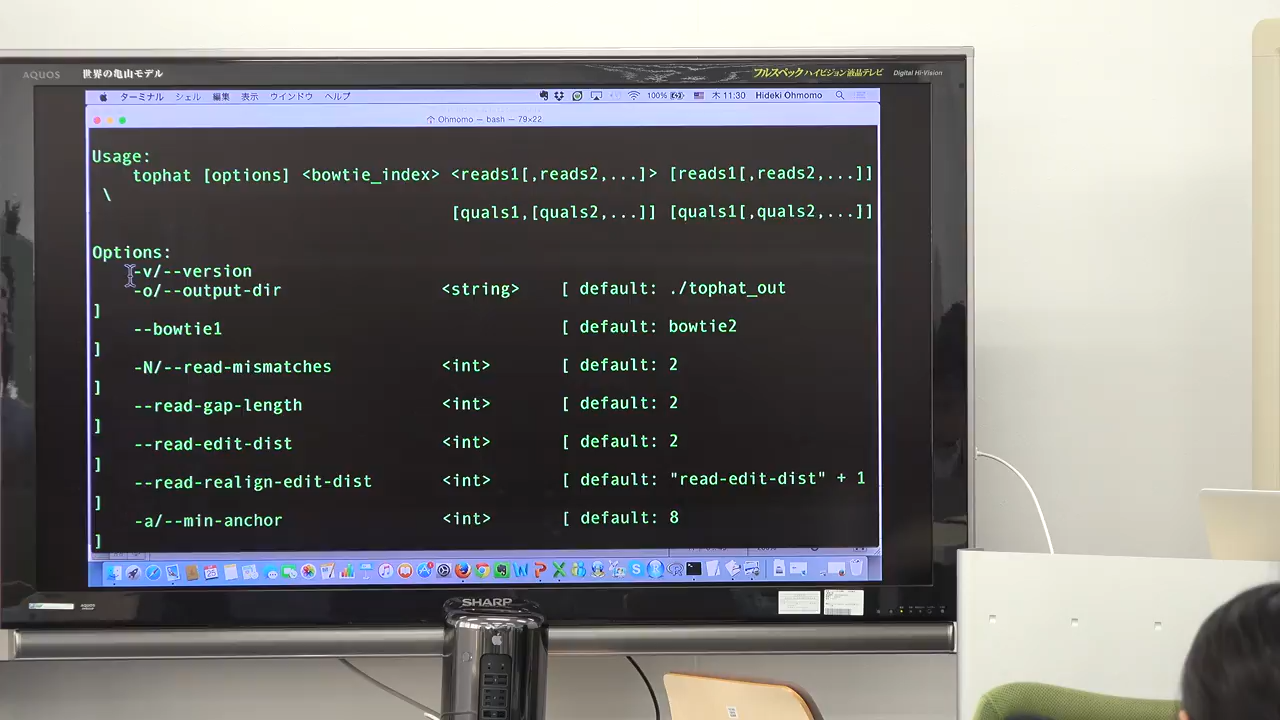 AQUOS 世界の亀山モデル フルスペックハイビジョン液晶テレビ Digital Hi-Vision
ターミナル シェル 編集 表示 ウインドウ ヘルプ 100% 木 11:30 Hideki Ohmomo
Ohmomo — bash — 79×22
Usage:
tophat [options] <bowtie_index> <reads1[,reads2,...]> [reads1[,reads2,...]]
\
[quals1,[quals2,...]] [quals1[,quals2,...]]
Options:
-v/--version
-o/--output-dir <string> [ default: ./tophat_out
]
--bowtie1 [ default: bowtie2
]
-N/--read-mismatches <int> [ default: 2
]
--read-gap-length <int> [ default: 2
]
--read-edit-dist <int> [ default: 2
]
--read-realign-edit-dist <int> [ default: "read-edit-dist" + 1
]
-a/--min-anchor <int> [ default: 8
]
SHARP